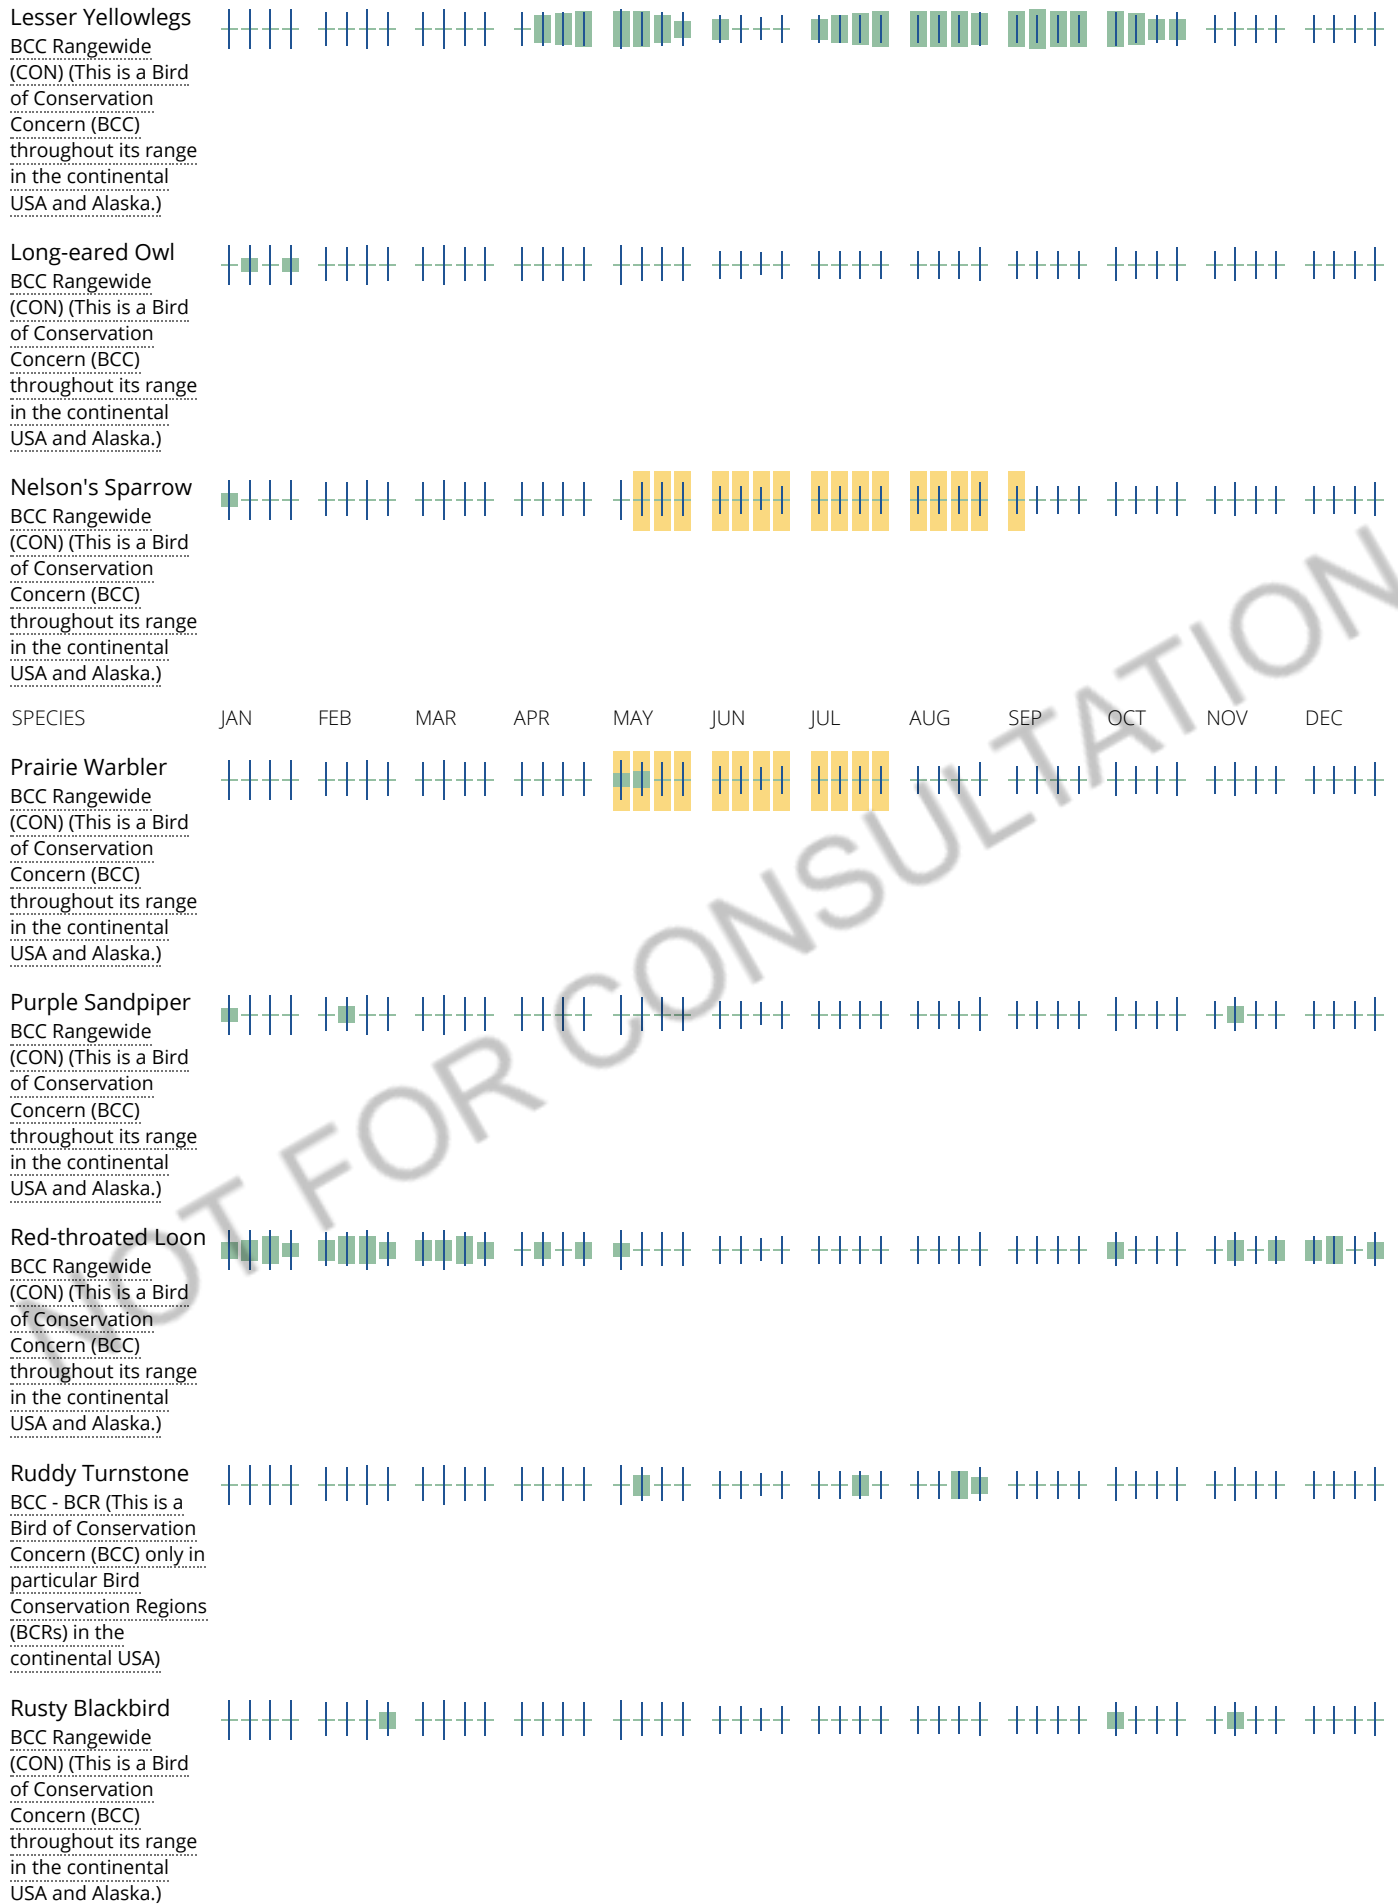 Lesser Yellowlegs
BCC Rangewide
(CON) (This is a Bird
of Conservation
Concern (BCC)
throughout its range
in the continental
USA and Alaska.)
Long-eared Owl
BCC Rangewide
(CON) (This is a Bird
of Conservation
Concern (BCC)
throughout its range
in the continental
USA and Alaska.)
Nelson's Sparrow
BCC Rangewide
(CON) (This is a Bird
of Conservation
Concern (BCC)
throughout its range
in the continental
USA and Alaska.)
SPECIES JAN FEB MAR APR MAY JUN JUL AUG SEP OCT NOV DEC
Prairie Warbler
BCC Rangewide
(CON) (This is a Bird
of Conservation
Concern (BCC)
throughout its range
in the continental
USA and Alaska.)
Purple Sandpiper
BCC Rangewide
(CON) (This is a Bird
of Conservation
Concern (BCC)
throughout its range
in the continental
USA and Alaska.)
Red-throated Loon
BCC Rangewide
(CON) (This is a Bird
of Conservation
Concern (BCC)
throughout its range
in the continental
USA and Alaska.)
Ruddy Turnstone
BCC - BCR (This is a
Bird of Conservation
Concern (BCC) only in
particular Bird
Conservation Regions
(BCRs) in the
continental USA)
Rusty Blackbird
BCC Rangewide
(CON) (This is a Bird
of Conservation
Concern (BCC)
throughout its range
in the continental
USA and Alaska.)
NOT FOR CONSULTATION